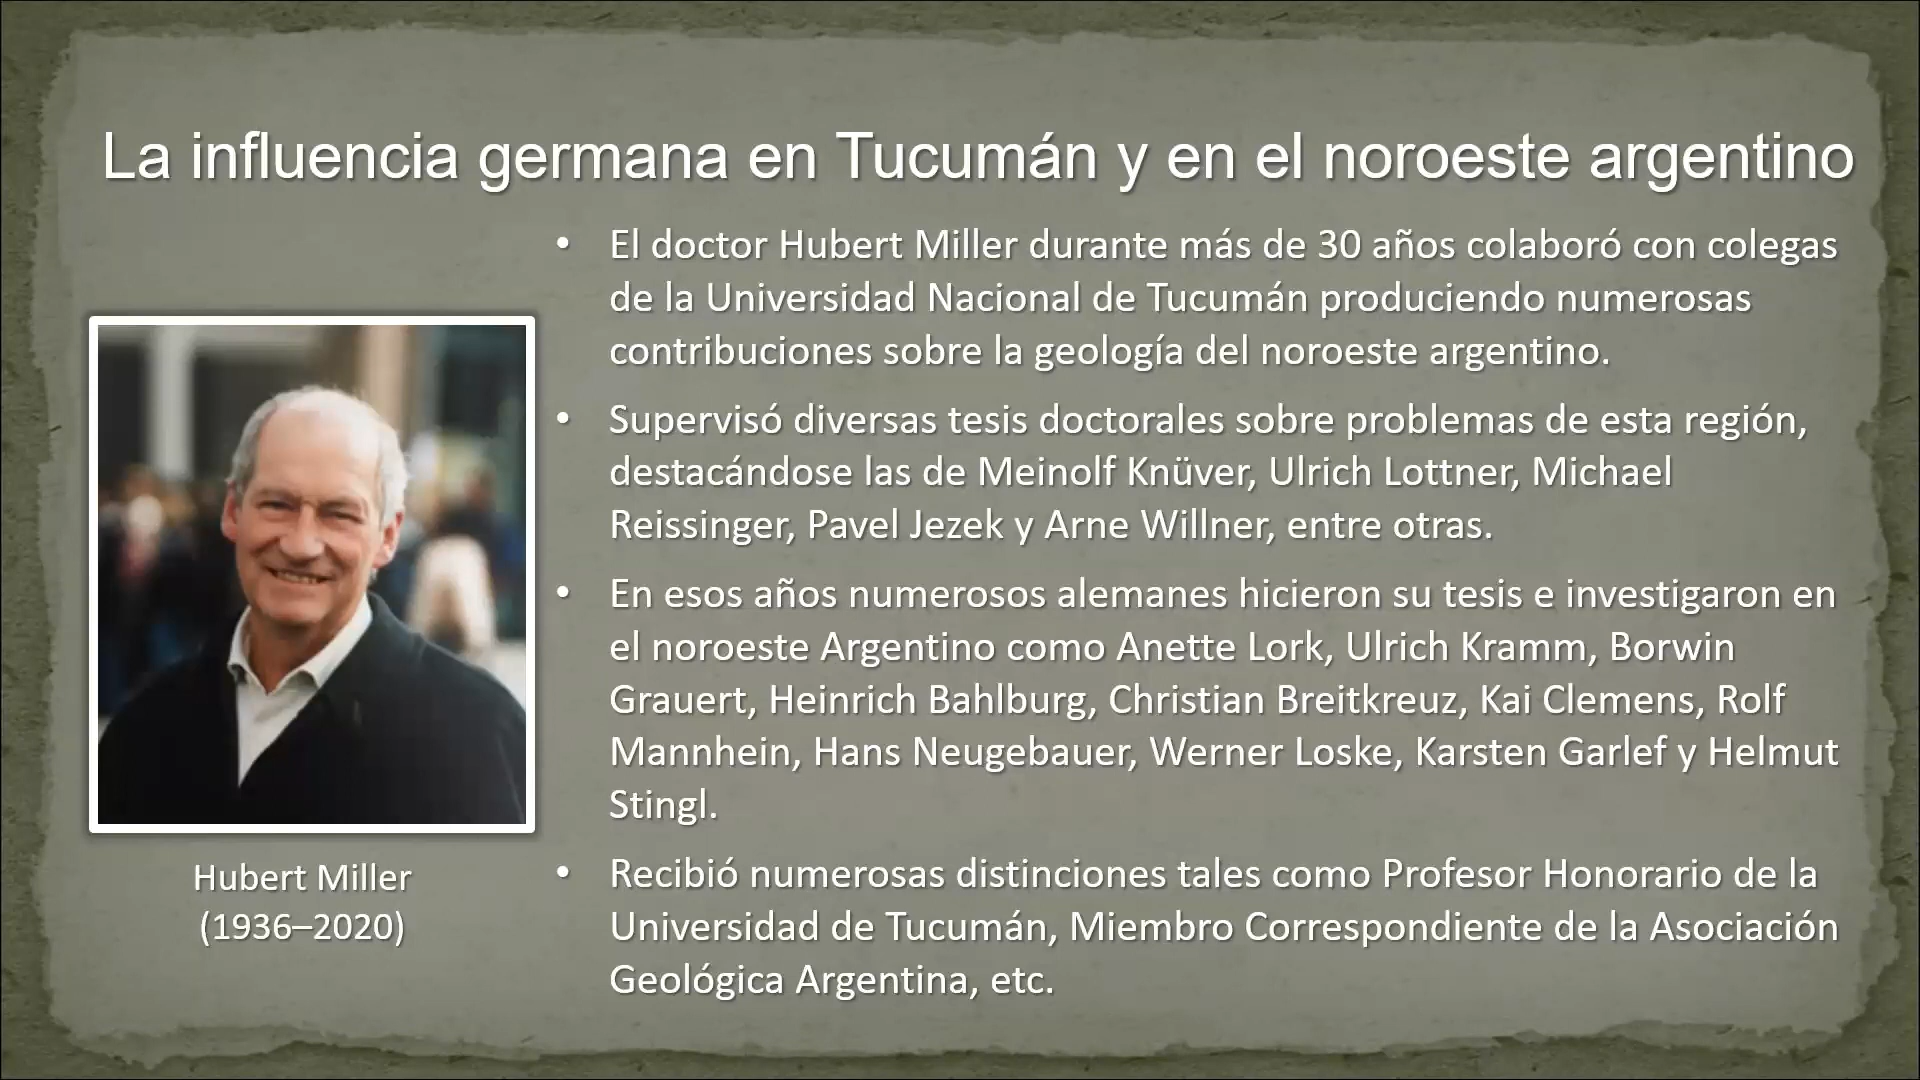 La influencia germana en Tucumán y en el noroeste argentino
• El doctor Hubert Miller durante más de 30 años colaboró con colegas
de la Universidad Nacional de Tucumán produciendo numerosas
contribuciones sobre la geología del noroeste argentino.
• Supervisó diversas tesis doctorales sobre problemas de esta región,
destacándose las de Meinolf Knüver, Ulrich Lottner, Michael
Reissinger, Pavel Jezek y Arne Willner, entre otras.
• En esos años numerosos alemanes hicieron su tesis e investigaron en
el noroeste Argentino como Anette Lork, Ulrich Kramm, Borwin
Grauert, Heinrich Bahlburg, Christian Breitkreuz, Kai Clemens, Rolf
Mannhein, Hans Neugebauer, Werner Loske, Karsten Garlef y Helmut
Stingl.
• Recibió numerosas distinciones tales como Profesor Honorario de la
Universidad de Tucumán, Miembro Correspondiente de la Asociación
Geológica Argentina, etc.
Hubert Miller
(1936–2020)